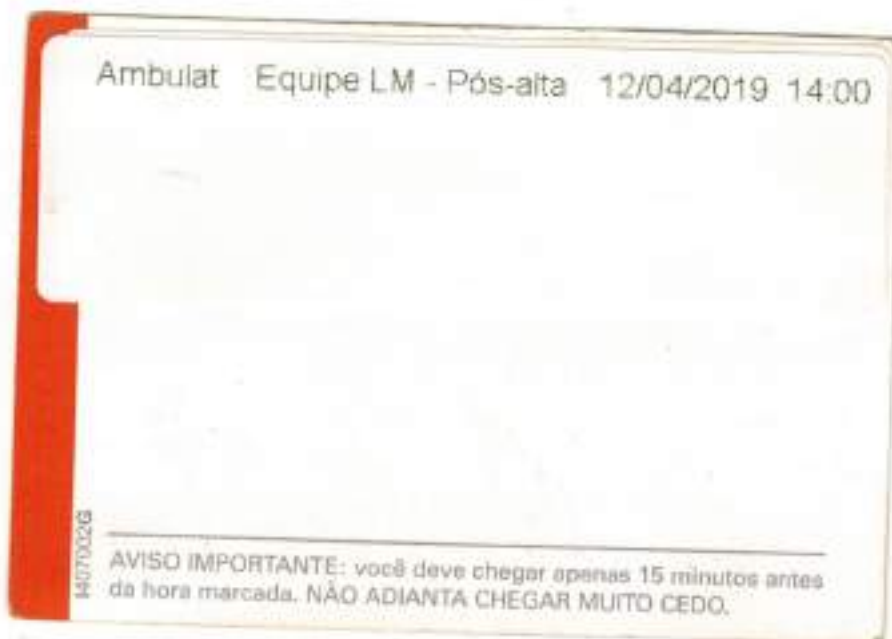 Ambulat Equipe LM - Pós-alta 12/04/2019 14:00
AVISO IMPORTANTE: você deve chegar apenas 15 minutos antes
da hora marcada. NÃO ADIANTA CHEGAR MUITO CEDO.